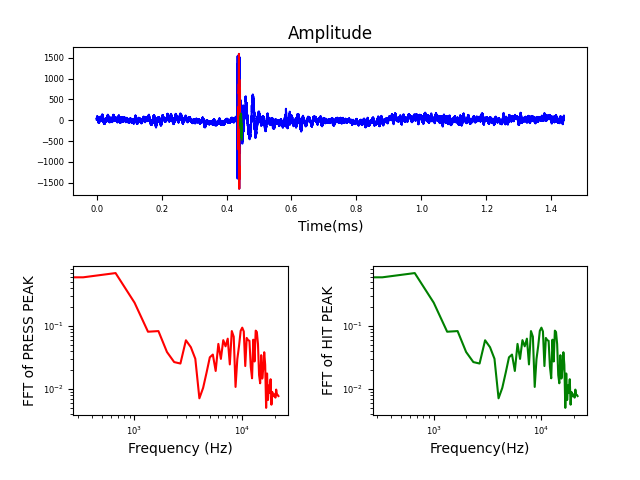 Amplitude
1500
1000
500
0
−500
−1000
−1500
0.0 0.2 0.4 0.6 0.8 1.0 1.2 1.4
Time(ms)
FFT of PRESS PEAK
10⁻¹
10⁻²
10³ 10⁴
Frequency (Hz)
FFT of HIT PEAK
10⁻¹
10⁻²
10³ 10⁴
Frequency(Hz)